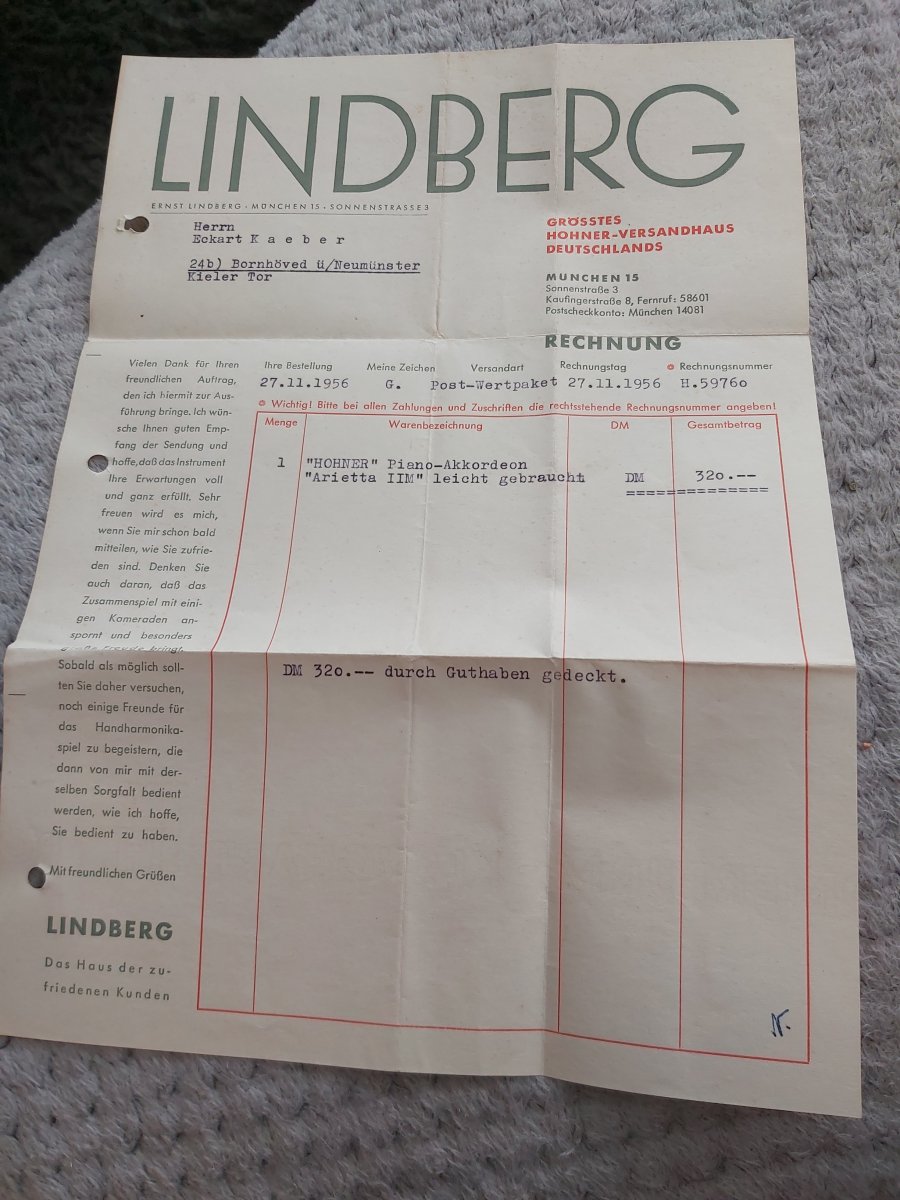 LINDBERG
ERNST LINDBERG · MÜNCHEN 15 · SONNENSTRASSE 3
Herrn
Eckart K a e b e r
24b) Bornhöved ü/Neumünster
Kieler Tor
GRÖSSTES
HOHNER-VERSANDHAUS
DEUTSCHLANDS
MÜNCHEN 15
Sonnenstraße 3
Kaufingerstraße 8, Fernruf: 58601
Postscheckkonto: München 14081
RECHNUNG
Ihre Bestellung Meine Zeichen Versandart Rechnungstag Rechnungsnummer
27.11.1956 G. Post-Wertpaket 27.11.1956 H.5976o
Wichtig! Bitte bei allen Zahlungen und Zuschriften die rechtsstehende Rechnungsnummer angeben!
Menge Warenbezeichnung DM Gesamtbetrag
1 "HOHNER" Piano-Akkordeon
"Arietta IIM" leicht gebraucht DM 32o.--
==============
DM 32o.-- durch Guthaben gedeckt.
Vielen Dank für Ihren
freundlichen Auftrag,
den ich hiermit zur Aus-
führung bringe. Ich wün-
sche Ihnen guten Emp-
fang der Sendung und
hoffe, daß das Instrument
Ihre Erwartungen voll
und ganz erfüllt. Sehr
freuen wird es mich,
wenn Sie mir schon bald
mitteilen, wie Sie zufrie-
den sind. Denken Sie
auch daran, daß das
Zusammenspiel mit eini-
gen Kameraden an-
spornt und besonders
große Freude bringt.
Sobald als möglich soll-
ten Sie daher versuchen,
noch einige Freunde für
das Handharmonika-
spiel zu begeistern, die
dann von mir mit der-
selben Sorgfalt bedient
werden, wie ich hoffe,
Sie bedient zu haben.
Mit freundlichen Grüßen
LINDBERG
Das Haus der zu-
friedenen Kunden